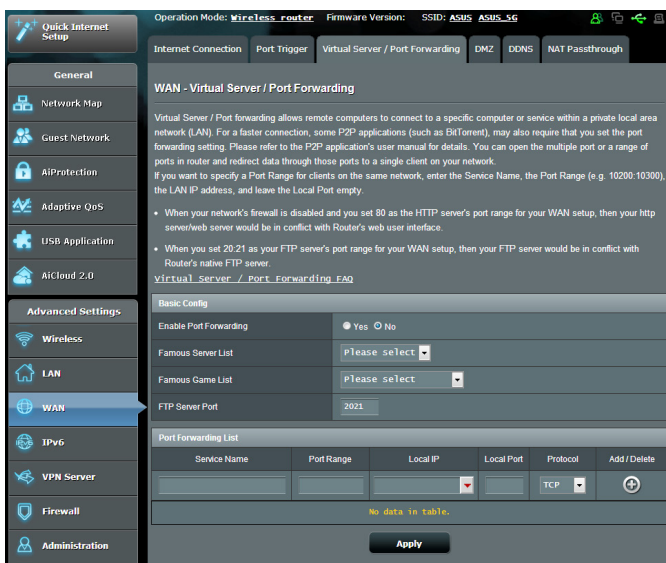 Quick Internet
Setup
General
Network Map
Guest Network
AiProtection
Adaptive QoS
USB Application
AiCloud 2.0
Advanced Settings
Wireless
LAN
WAN
IPv6
VPN Server
Firewall
Administration
Operation Mode: Wireless router Firmware Version: SSID: ASUS ASUS_5G
Internet Connection Port Trigger Virtual Server / Port Forwarding DMZ DDNS NAT Passthrough
WAN - Virtual Server / Port Forwarding
Virtual Server / Port forwarding allows remote computers to connect to a specific computer or service within a private local area
network (LAN). For a faster connection, some P2P applications (such as BitTorrent), may also require that you set the port
forwarding setting. Please refer to the P2P application's user manual for details. You can open the multiple port or a range of
ports in router and redirect data through those ports to a single client on your network.
If you want to specify a Port Range for clients on the same network, enter the Service Name, the Port Range (e.g. 10200:10300),
the LAN IP address, and leave the Local Port empty.
• When your network's firewall is disabled and you set 80 as the HTTP server's port range for your WAN setup, then your http
server/web server would be in conflict with Router's web user interface.
• When you set 20:21 as your FTP server's port range for your WAN setup, then your FTP server would be in conflict with
Router's native FTP server.
Virtual Server / Port Forwarding FAQ
Basic Config
Enable Port Forwarding Yes No
Famous Server List Please select
Famous Game List Please select
FTP Server Port 2021
Port Forwarding List
Service Name Port Range Local IP Local Port Protocol Add / Delete
TCP
No data in table.
Apply